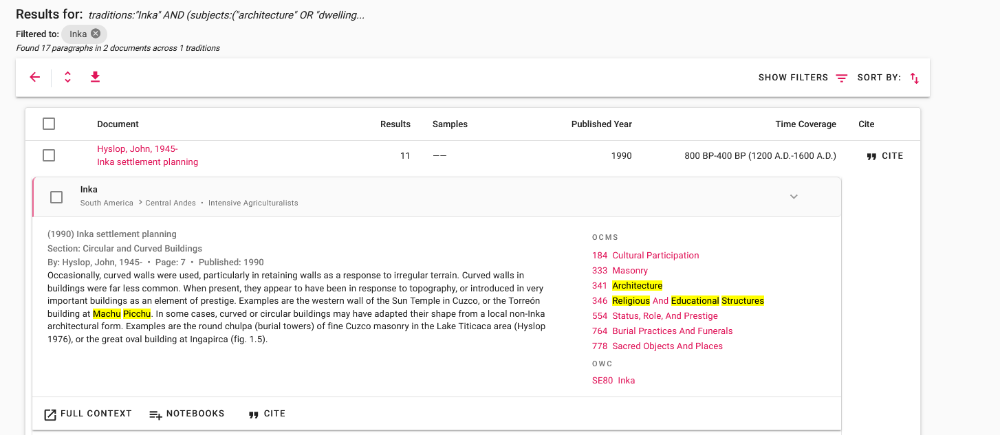 Results for: traditions:"Inka" AND (subjects:("architecture" OR "dwelling...
Filtered to: Inka
Found 17 paragraphs in 2 documents across 1 traditions
SHOW FILTERS SORT BY:
Document Results Samples Published Year Time Coverage Cite
Hyslop, John, 1945-
Inka settlement planning
11 —— 1990 800 BP-400 BP (1200 A.D.-1600 A.D.) CITE
Inka
South America > Central Andes • Intensive Agriculturalists
(1990) Inka settlement planning
Section: Circular and Curved Buildings
By: Hyslop, John, 1945- • Page: 7 • Published: 1990
Occasionally, curved walls were used, particularly in retaining walls as a response to irregular terrain. Curved walls in
buildings were far less common. When present, they appear to have been in response to topography, or introduced in very
important buildings as an element of prestige. Examples are the western wall of the Sun Temple in Cuzco, or the Torreón
building at Machu Picchu. In some cases, curved or circular buildings may have adapted their shape from a local non-Inka
architectural form. Examples are the round chulpa (burial towers) of fine Cuzco masonry in the Lake Titicaca area (Hyslop
1976), or the great oval building at Ingapirca (fig. 1.5).
OCMS
184 Cultural Participation
333 Masonry
341 Architecture
346 Religious And Educational Structures
554 Status, Role, And Prestige
764 Burial Practices And Funerals
778 Sacred Objects And Places
OWC
SE80 Inka
FULL CONTEXT NOTEBOOKS CITE